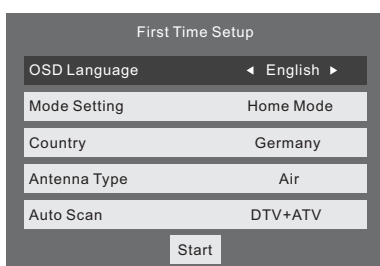 First Time Setup
OSD Language ◄ English ►
Mode Setting Home Mode
Country Germany
Antenna Type Air
Auto Scan DTV+ATV
Start